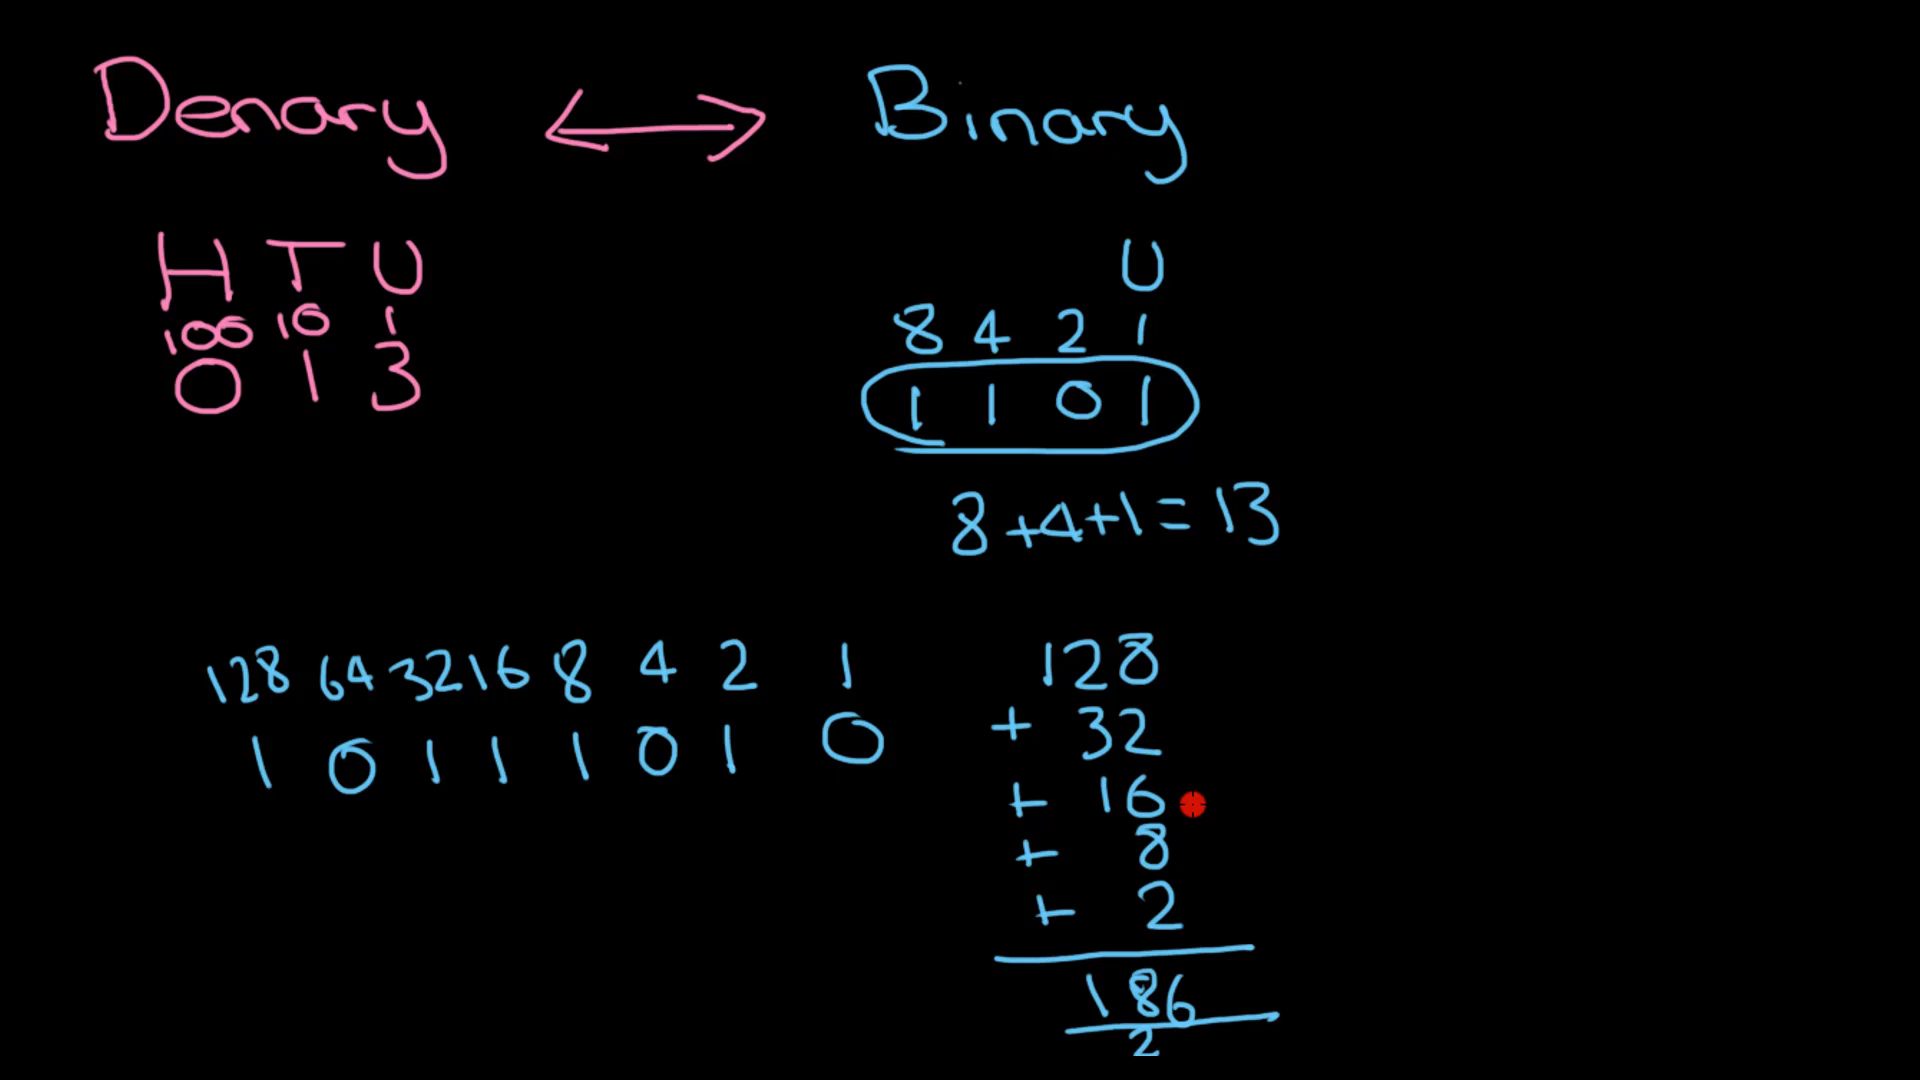 Denary ↔ Binary
H T U
100 10 1
0 1 3
U
8 4 2 1
1 1 0 1
8+4+1=13
128 64 32 16 8 4 2 1
1 0 1 1 1 0 1 0
128
+ 32
+ 16
+ 8
+ 2
186
2